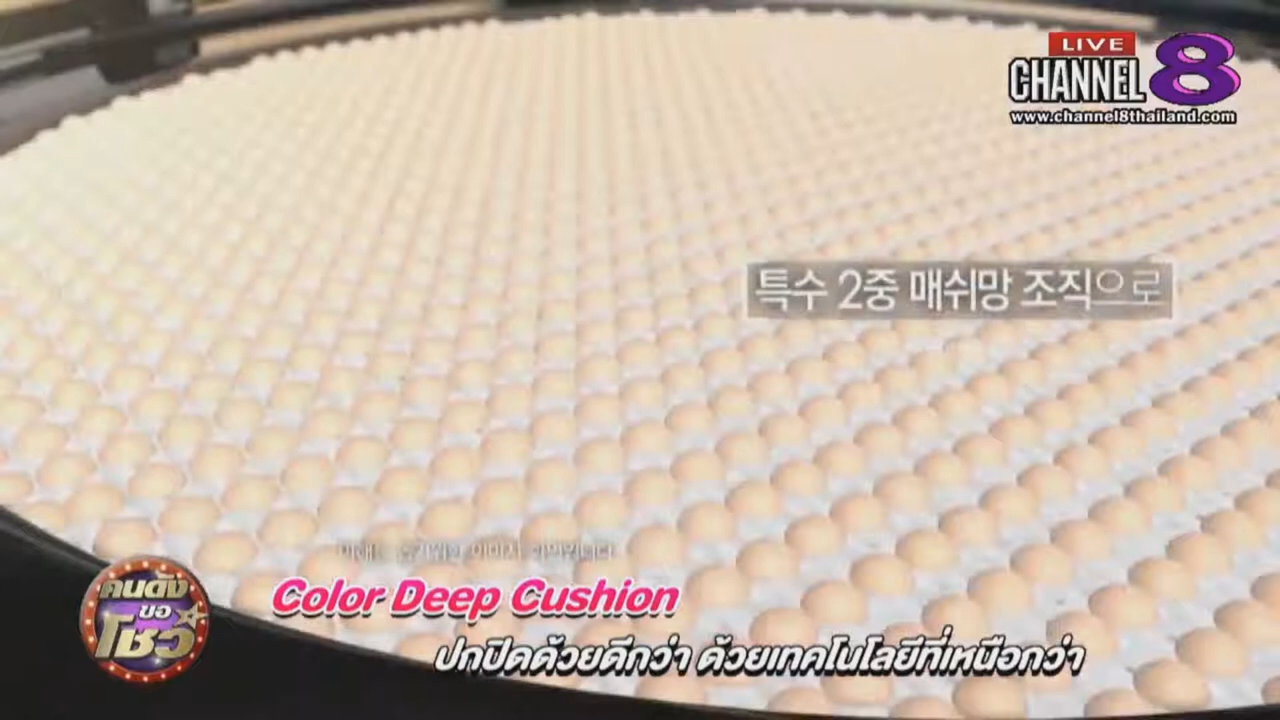 LIVE
CHANNEL 8
www.channel8thailand.com
특수 2중 매쉬망 조직으로
Color Deep Cushion
ปกปิดด้วยดีกว่า ด้วยเทคโนโลยีที่เหนือกว่า
คนดัง
ขอ
โชว์